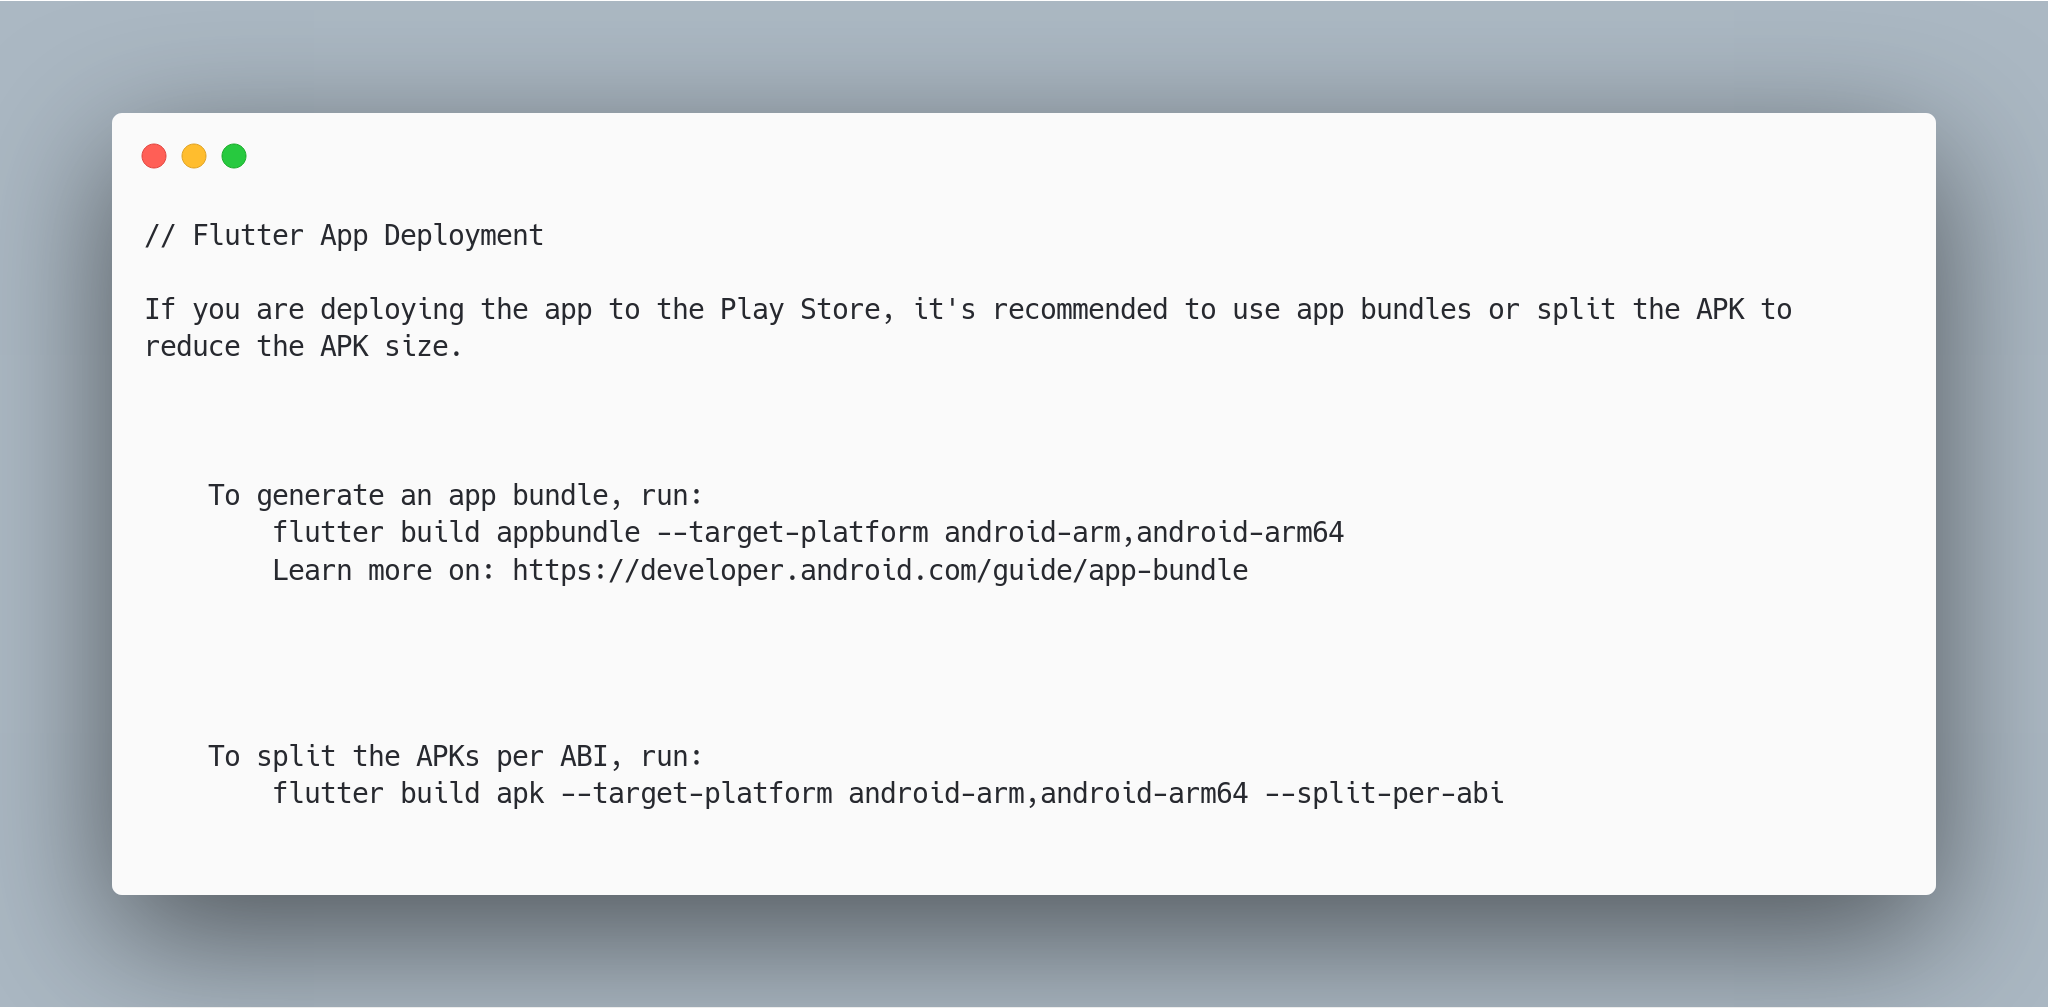 // Flutter App Deployment
If you are deploying the app to the Play Store, it's recommended to use app bundles or split the APK to
reduce the APK size.
To generate an app bundle, run:
flutter build appbundle --target-platform android-arm,android-arm64
Learn more on: https://developer.android.com/guide/app-bundle
To split the APKs per ABI, run:
flutter build apk --target-platform android-arm,android-arm64 --split-per-abi